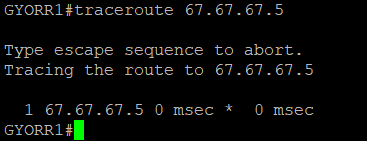 GYORR1#traceroute 67.67.67.5
Type escape sequence to abort.
Tracing the route to 67.67.67.5
1 67.67.67.5 0 msec * 0 msec
GYORR1#